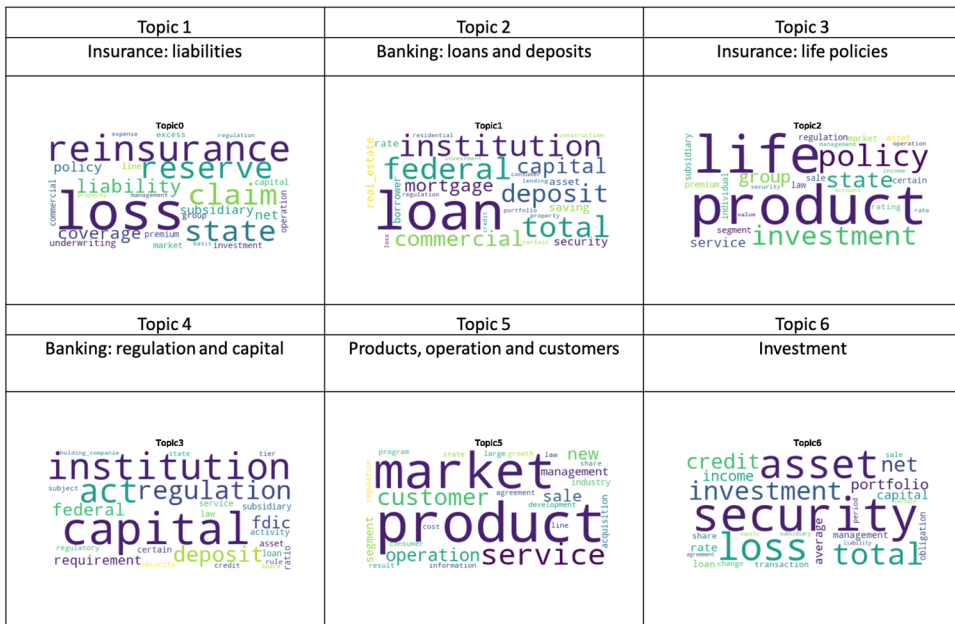 Topic 1 Topic 2 Topic 3
Insurance: liabilities Banking: loans and deposits Insurance: life policies
Topic0
expense excess regulation
reinsurance
policy line reserve
property management capital
commercial liability claim
subsidiary
loss group net operation
coverage premium state
underwriting market basis investment
Topic1
residential construction
rate institution
real_estate federal investment capital
consumer
borrower mortgage lending asset
deposit
loan portfolio saving
credit property
regulation
loss total
commercial certain security
Topic2
regulation market asset
management operation
subsidiary life policy
premium group state income
security law sale certain
individual account
product rating rate
value
segment
service investment
Topic 4 Topic 5 Topic 6
Banking: regulation and capital Products, operation and customers Investment
Topic3
holding_companie state tier
institution
subject act regulation
service subsidiary
federal law
capital fdic
activity
regulatory certain deposit asset loan ratio
requirement rule
security credit board
Topic5
program state large growth law new
share
market management
regulation industry
customer agreement sale
development
product acquisition
segment cost line
consumer operation service
result information
Topic6
sale
credit asset net
income portfolio
investment capital
period
security obligation
share equity subsidiary management
rate loss average liability total
agreement
loan change transaction